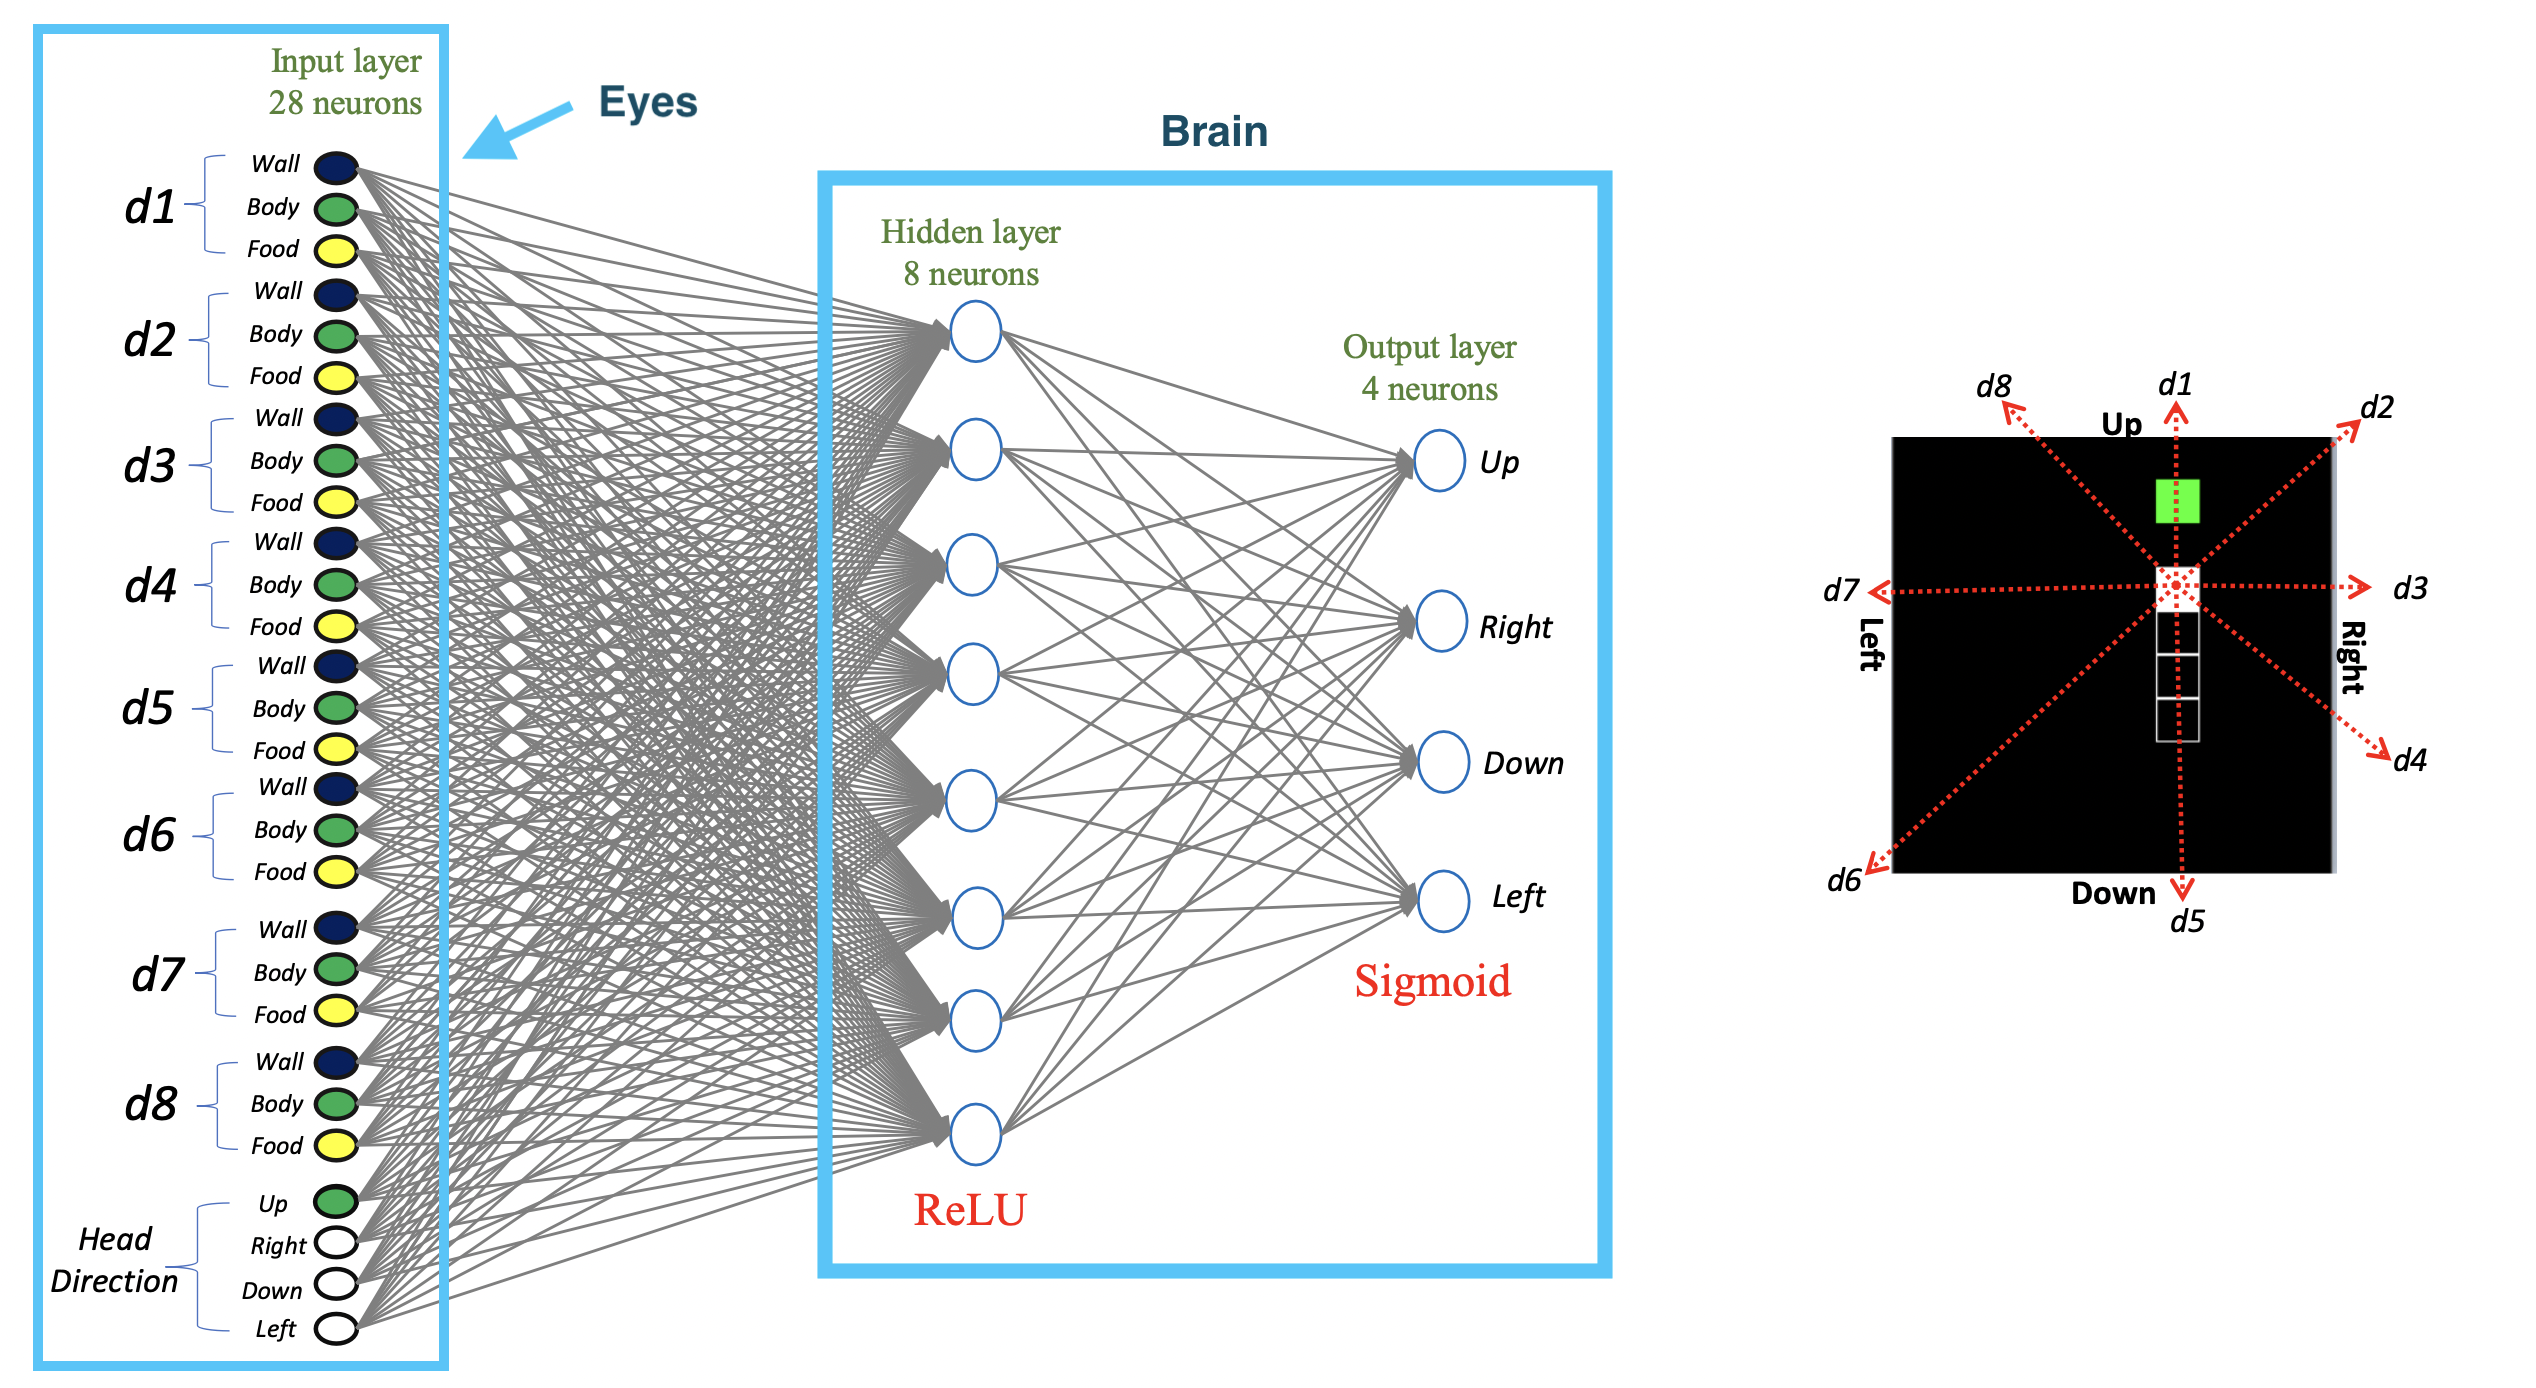 Input layer
28 neurons
Eyes
d1
Wall
Body
Food
d2
Wall
Body
Food
d3
Wall
Body
Food
d4
Wall
Body
Food
d5
Wall
Body
Food
d6
Wall
Body
Food
d7
Wall
Body
Food
d8
Wall
Body
Food
Head
Direction
Up
Right
Down
Left
Brain
Hidden layer
8 neurons
ReLU
Output layer
4 neurons
Up
Right
Down
Left
Sigmoid
d8
d1
d2
Up
d7
d3
Left
Right
d4
d6
Down
d5